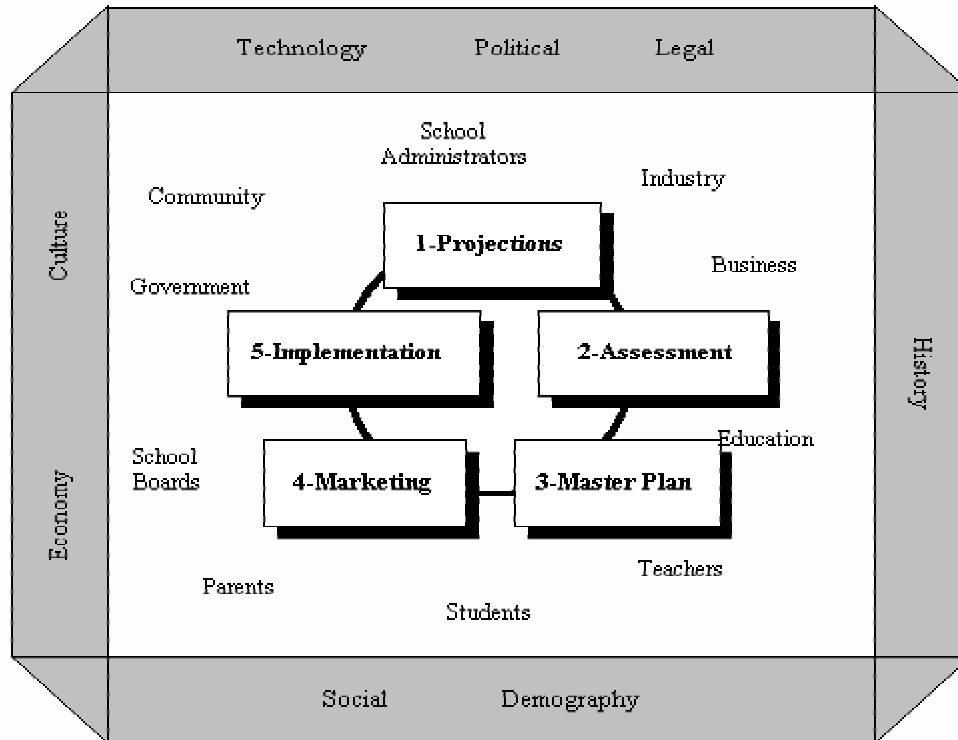 Technology Political Legal
School
Administrators
Industry
Community
1-Projections
Business
Culture
Government
5-Implementation
2-Assessment
History
Education
School
Boards
4-Marketing
3-Master Plan
Economy
Teachers
Parents
Students
Social Demography